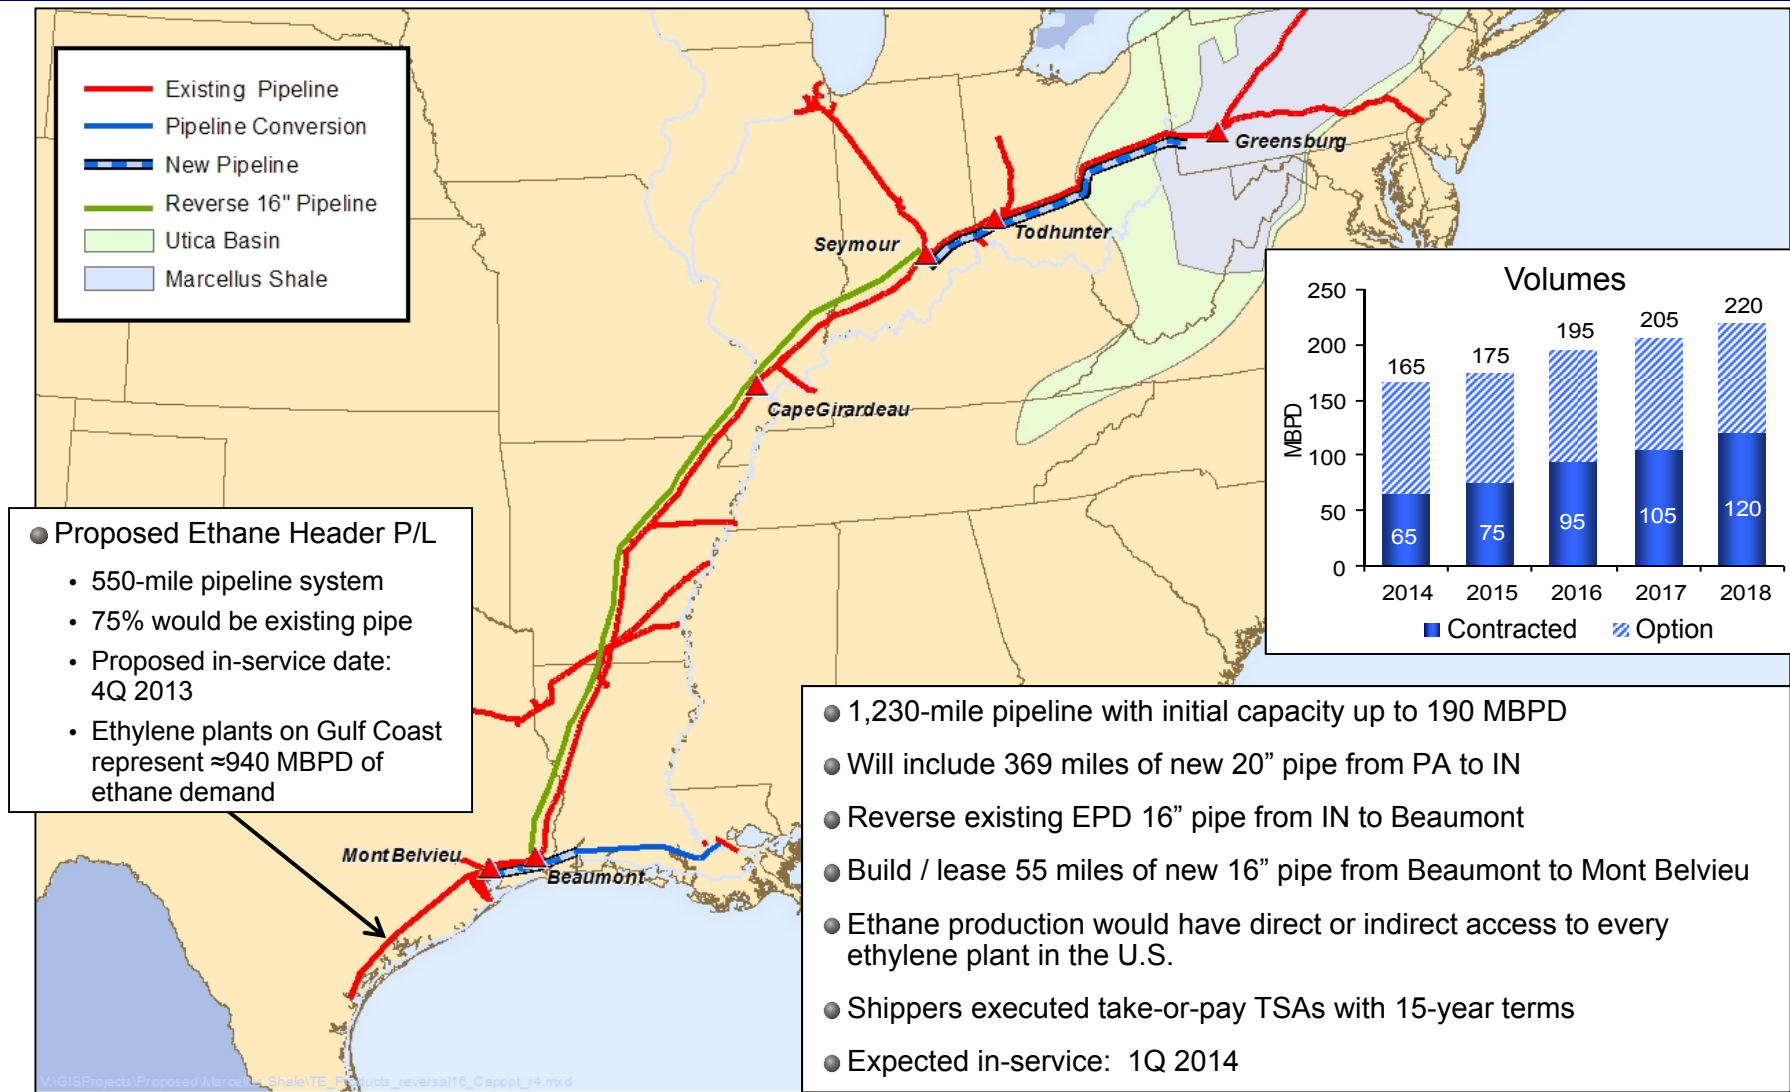 Existing Pipeline
Pipeline Conversion
New Pipeline
Reverse 16" Pipeline
Utica Basin
Marcellus Shale
Greensburg
Todhunter
Seymour
CapeGirardeau
Mont Belvieu
Beaumont
Volumes
MBPD
250
200
150
100
50
0
165
175
195
205
220
65
75
95
105
120
2014
2015
2016
2017
2018
Contracted
Option
Proposed Ethane Header P/L
• 550-mile pipeline system
• 75% would be existing pipe
• Proposed in-service date:
4Q 2013
• Ethylene plants on Gulf Coast
represent ≈940 MBPD of
ethane demand
1,230-mile pipeline with initial capacity up to 190 MBPD
Will include 369 miles of new 20” pipe from PA to IN
Reverse existing EPD 16” pipe from IN to Beaumont
Build / lease 55 miles of new 16” pipe from Beaumont to Mont Belvieu
Ethane production would have direct or indirect access to every
ethylene plant in the U.S.
Shippers executed take-or-pay TSAs with 15-year terms
Expected in-service: 1Q 2014